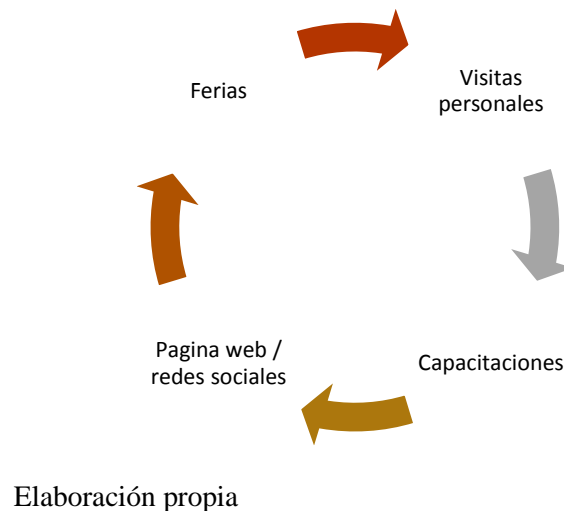 Ferias
Visitas
personales
Capacitaciones
Pagina web /
redes sociales
Elaboración propia